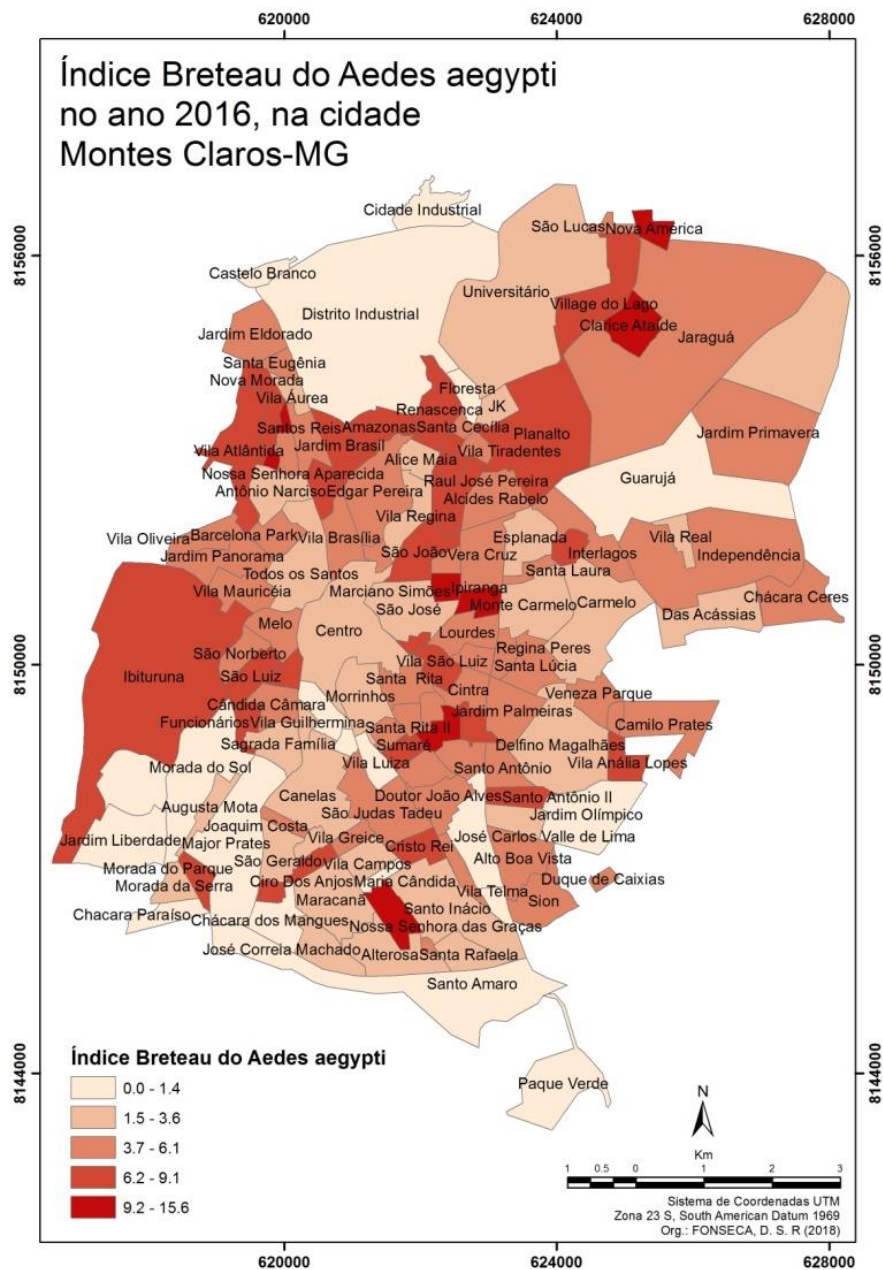 620000
624000
628000
Índice Breteau do Aedes aegypti
no ano 2016, na cidade
Montes Claros-MG
Cidade Industrial
São Lucas
Nova América
8156000
8156000
Castelo Branco
Universitário
Distrito Industrial
Village do Lago
Clarice Ataíde
Jaraguá
Jardim Eldorado
Santa Eugênia
Nova Morada
Vila Áurea
Floresta
Renascença
JK
Santos Reis
Amazonas
Santa Cecília
Planalto
Jardim Brasil
Vila Atlântida
Alice Maia
Vila Tiradentes
Jardim Primavera
Nossa Senhora Aparecida
Raul José Pereira
Guarujá
Antônio Narciso
Edgar Pereira
Alcides Rabelo
Vila Regina
Vila Oliveira
Barcelona Park
Vila Brasília
Esplanada
Vila Real
Jardim Panorama
São João
Vera Cruz
Interlagos
Independência
Todos os Santos
Santa Laura
Vila Mauricéia
Marciano Simões
Ipiranga
Chácara Ceres
São José
Monte Carmelo
Carmelo
Das Acássias
Melo
Centro
Lourdes
8150000
8150000
São Norberto
Regina Peres
Ibituruna
São Luiz
Vila São Luiz
Santa Lúcia
Santa Rita
Morrinhos
Cintra
Veneza Parque
Cândida Câmara
Funcionários
Vila Guilhermina
Santa Rita II
Jardim Palmeiras
Camilo Prates
Sagrada Família
Sumaré
Delfino Magalhães
Morada do Sol
Vila Luiza
Santo Antônio
Vila Anália Lopes
Augusta Mota
Canelas
Doutor João Alves
Santo Antônio II
São Judas Tadeu
Jardim Olímpico
Joaquim Costa
Jardim Liberdade
Major Prates
Vila Greice
Cristo Rei
José Carlos Valle de Lima
São Geraldo
Vila Campos
Alto Boa Vista
Morada do Parque
Morada da Serra
Ciro Dos Anjos
Maria Cândida
Vila Telma
Duque de Caixias
Maracanã
Sion
Chacara Paraíso
Chácara dos Mangues
Santo Inácio
Nossa Senhora das Graças
José Correia Machado
Alterosa
Santa Rafaela
Santo Amaro
Índice Breteau do Aedes aegypti
0.0 - 1.4
1.5 - 3.6
3.7 - 6.1
6.2 - 9.1
9.2 - 15.6
8144000
8144000
Paque Verde
N
Km
1 0.5 0 1 2 3
Sistema de Coordenadas UTM
Zona 23 S, South American Datum 1969
Org.: FONSECA, D. S. R (2018)
620000
624000
628000